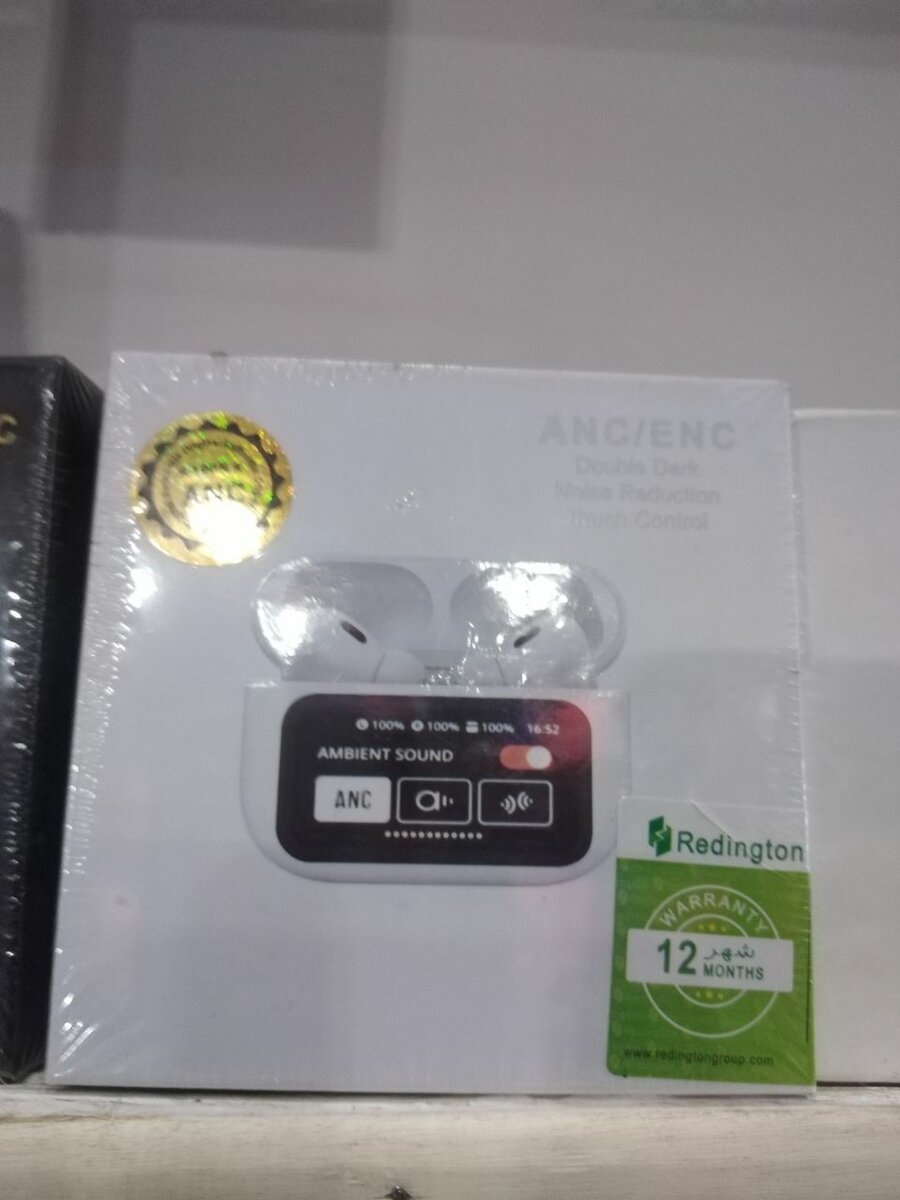 C
ANC
ANC/ENC
Double Dark
Noise Reduction
Touch Control
100% 100% 100% 16:52
AMBIENT SOUND
ANC
Redington
WARRANTY
12 شهر
MONTHS
www.redingtongroup.com